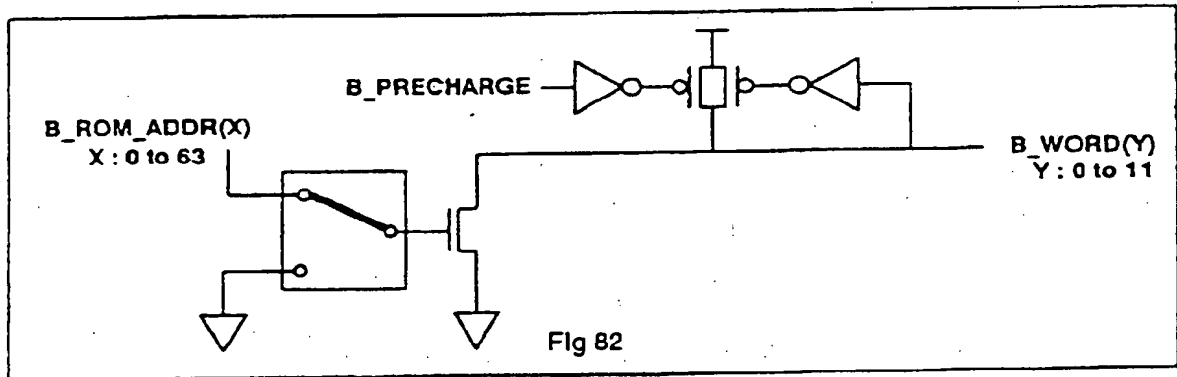 B_PRECHARGE
B_ROM_ADDR(X)
X : 0 to 63
B_WORD(Y)
Y : 0 to 11
Fig 82